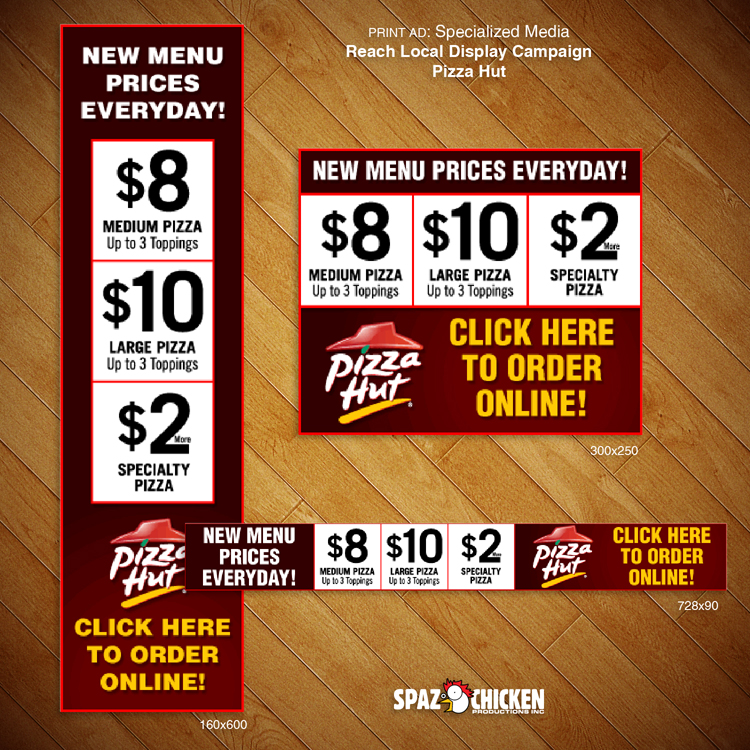 PRINT AD: Specialized Media
Reach Local Display Campaign
Pizza Hut
NEW MENU
PRICES
EVERYDAY!
$8
MEDIUM PIZZA
Up to 3 Toppings
$10
LARGE PIZZA
Up to 3 Toppings
$2 More
SPECIALTY
PIZZA
Pizza
Hut
CLICK HERE
TO ORDER
ONLINE!
160x600
NEW MENU PRICES EVERYDAY!
$8
MEDIUM PIZZA
Up to 3 Toppings
$10
LARGE PIZZA
Up to 3 Toppings
$2 More
SPECIALTY
PIZZA
Pizza
Hut
®
CLICK HERE
TO ORDER
ONLINE!
300x250
NEW MENU
PRICES
EVERYDAY!
$8
MEDIUM PIZZA
Up to 3 Toppings
$10
LARGE PIZZA
Up to 3 Toppings
$2 More
SPECIALTY
PIZZA
Pizza
Hut
CLICK HERE
TO ORDER
ONLINE!
728x90
SPAZ CHICKEN
PRODUCTIONS INC